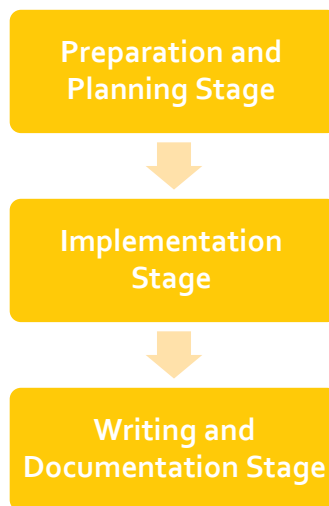 Preparation and
Planning Stage
Implementation
Stage
Writing and
Documentation Stage